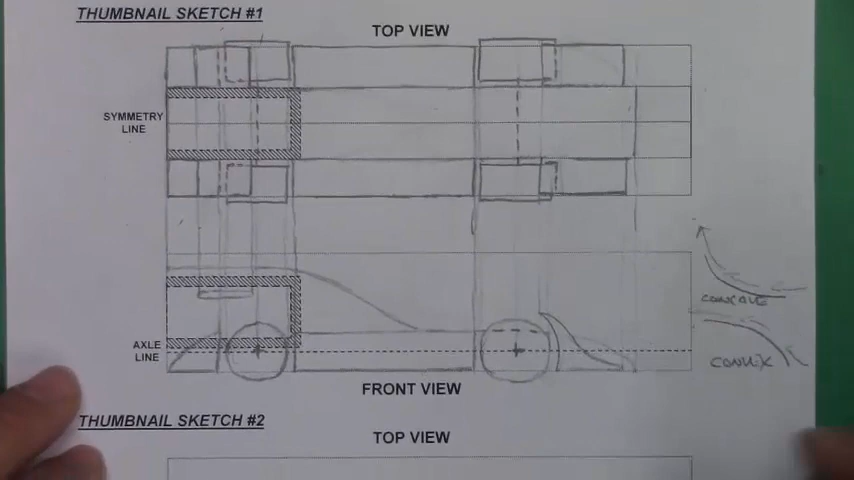 THUMBNAIL SKETCH #1
TOP VIEW
SYMMETRY
LINE
CONCAVE
AXLE
LINE
CONVEX
FRONT VIEW
THUMBNAIL SKETCH #2
TOP VIEW